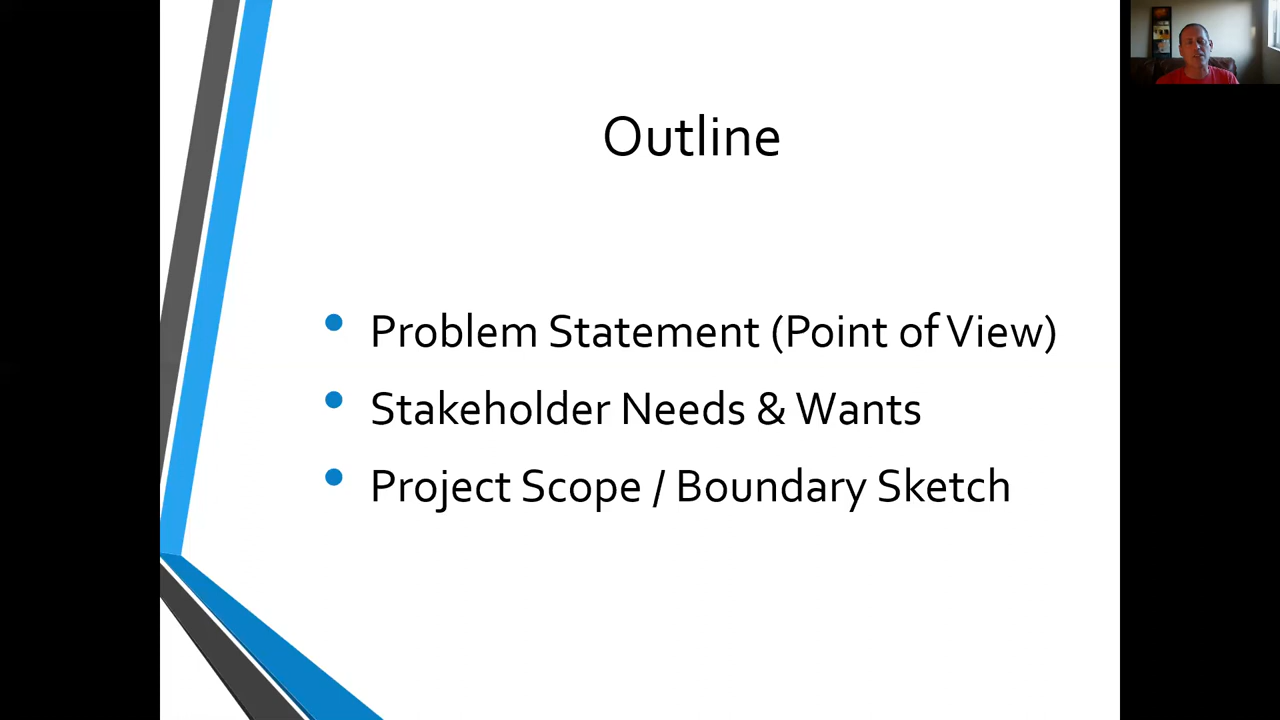 Outline
Problem Statement (Point of View)
Stakeholder Needs & Wants
Project Scope / Boundary Sketch